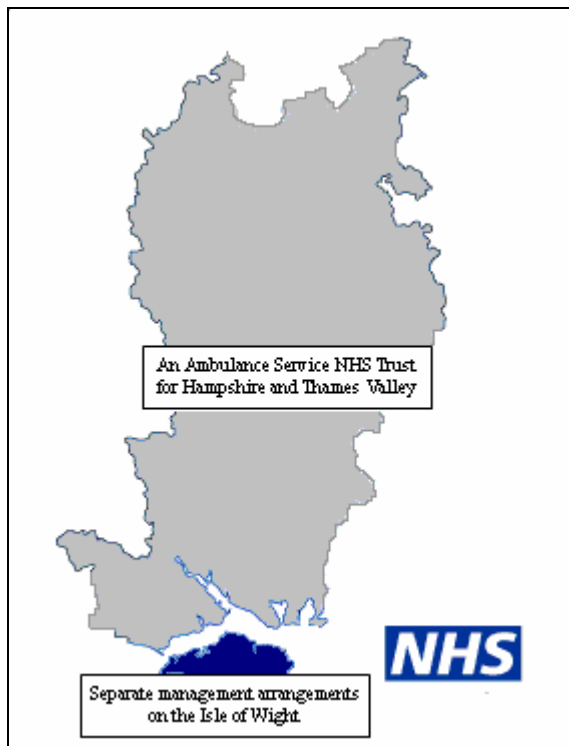 An Ambulance Service NHS Trust
for Hampshire and Thames Valley
NHS
Separate management arrangements
on the Isle of Wight